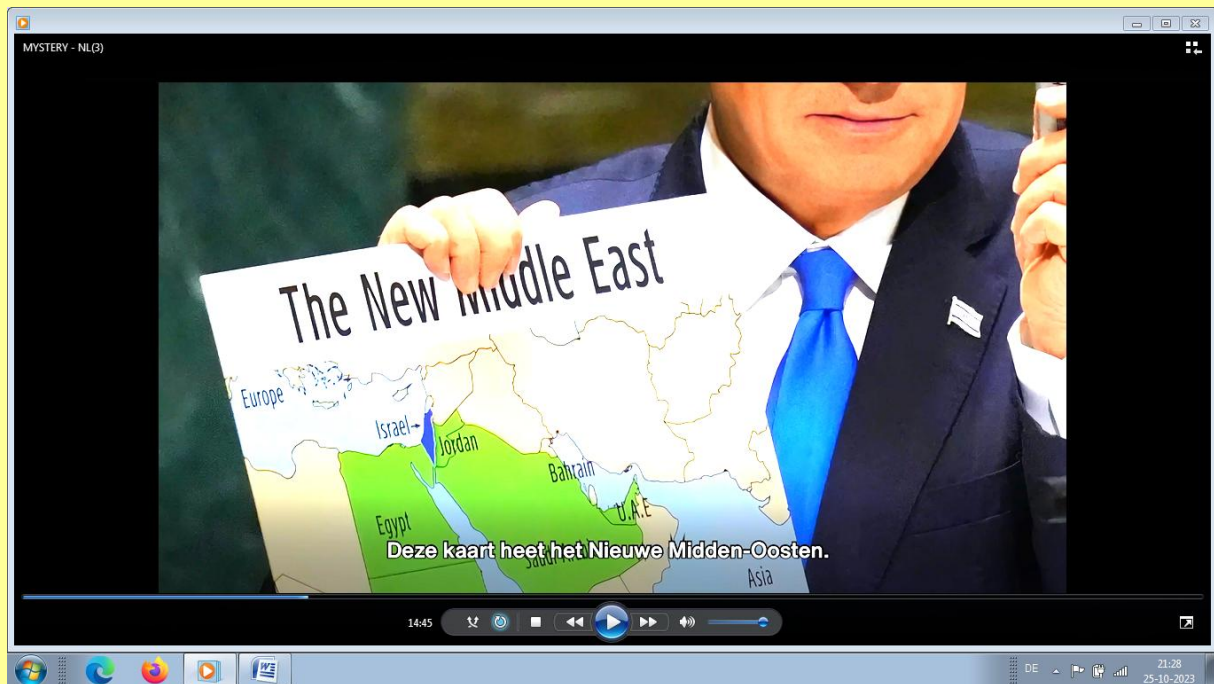 MYSTERY - NL(3)
The New Middle East
Europe
Israel
Jordan
Bahrain
U.A.E
Egypt
Deze kaart heet het Nieuwe Midden-Oosten.
Asia
14:45
DE
21:28
25-10-2023